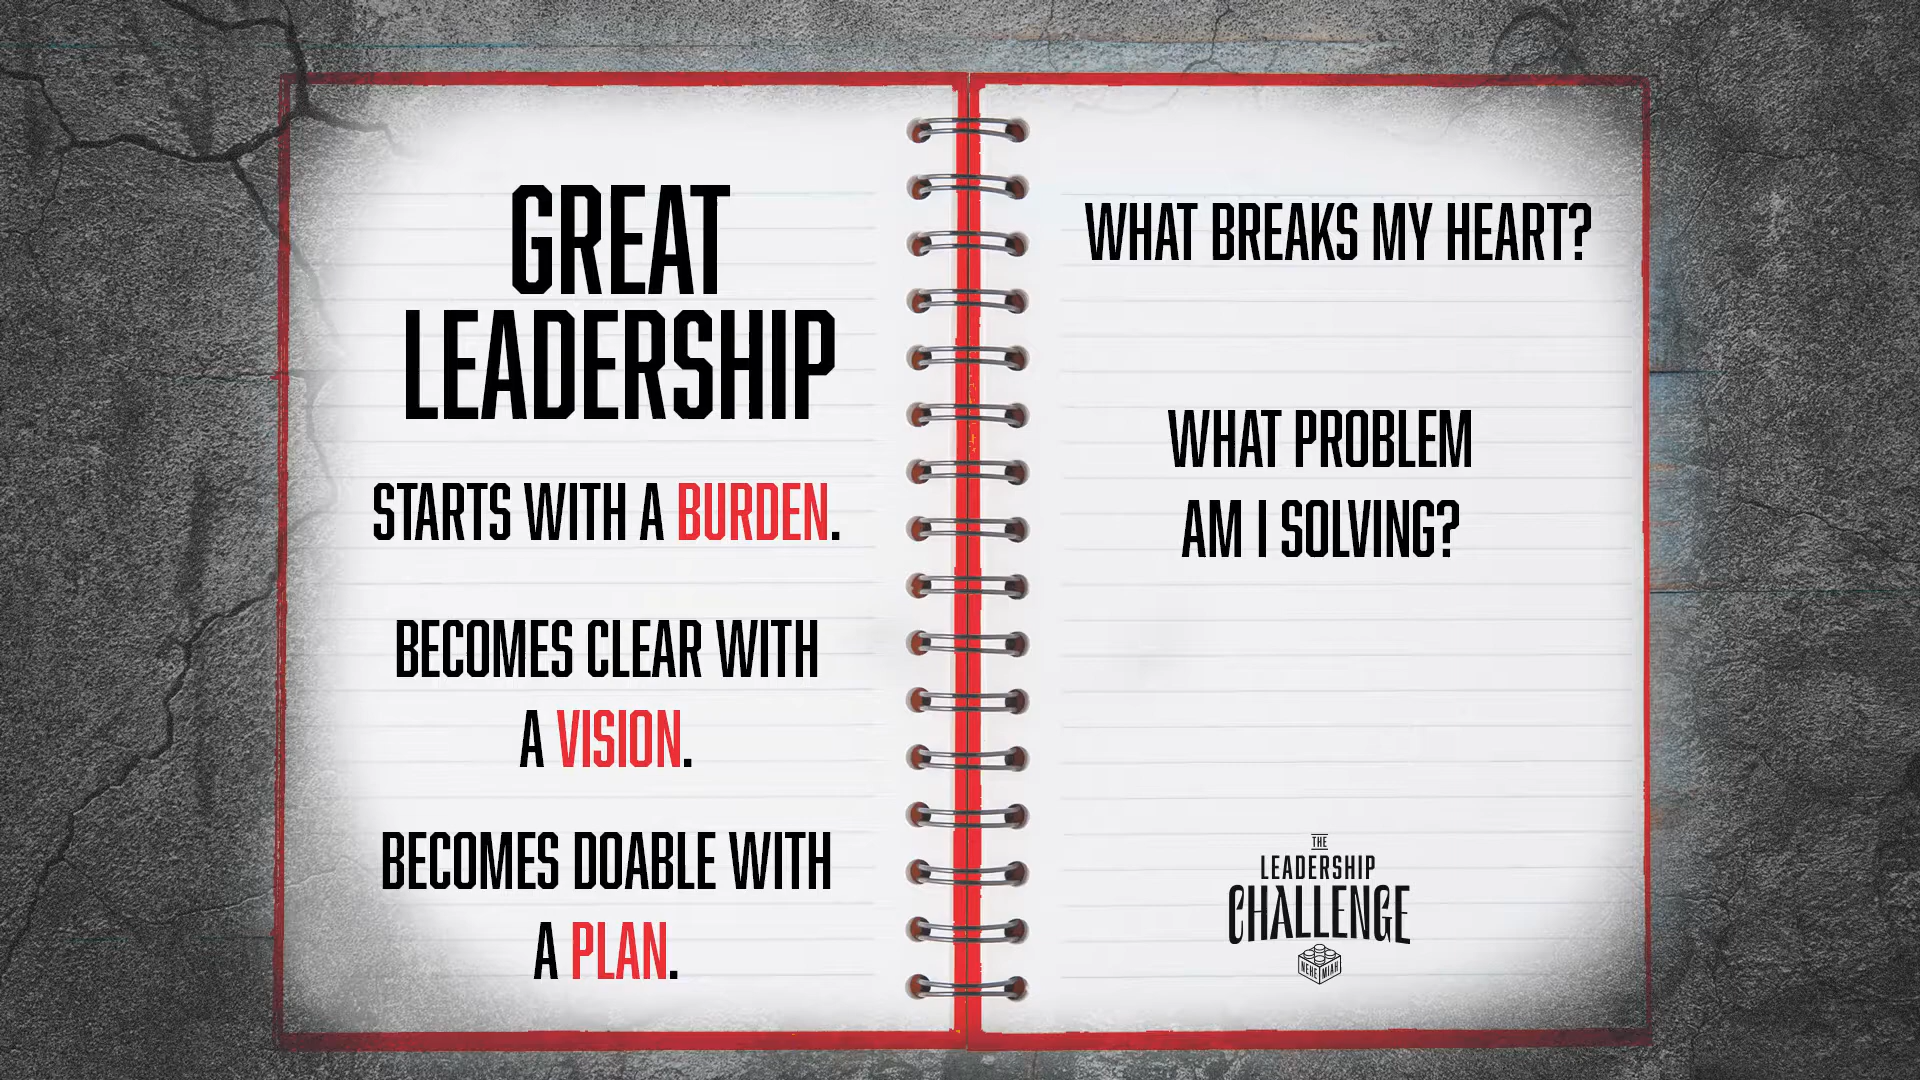 GREAT
LEADERSHIP
STARTS WITH A BURDEN.
BECOMES CLEAR WITH
A VISION.
BECOMES DOABLE WITH
A PLAN.
WHAT BREAKS MY HEART?
WHAT PROBLEM
AM I SOLVING?
THE
LEADERSHIP
CHALLENGE
NEHEMIAH